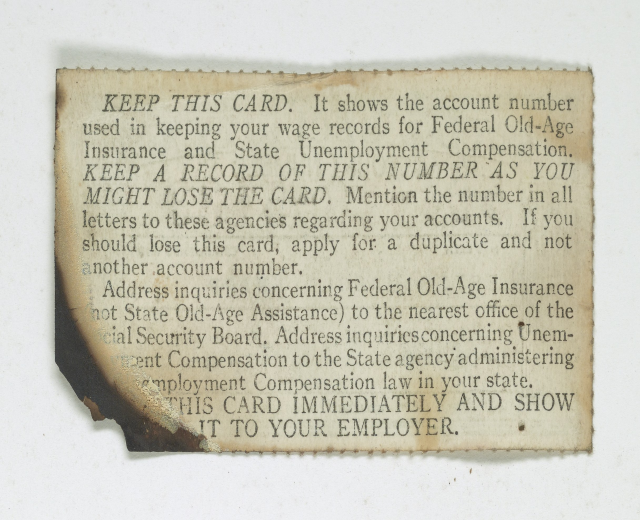 KEEP THIS CARD. It shows the account number
used in keeping your wage records for Federal Old-Age
Insurance and State Unemployment Compensation.
KEEP A RECORD OF THIS NUMBER AS YOU
MIGHT LOSE THE CARD. Mention the number in all
letters to these agencies regarding your accounts. If you
should lose this card, apply for a duplicate and not
another account number.
Address inquiries concerning Federal Old-Age Insurance
not State Old-Age Assistance) to the nearest office of the
cial Security Board. Address inquiries concerning Unem-
ment Compensation to the State agency administering
employment Compensation law in your state.
THIS CARD IMMEDIATELY AND SHOW
IT TO YOUR EMPLOYER.